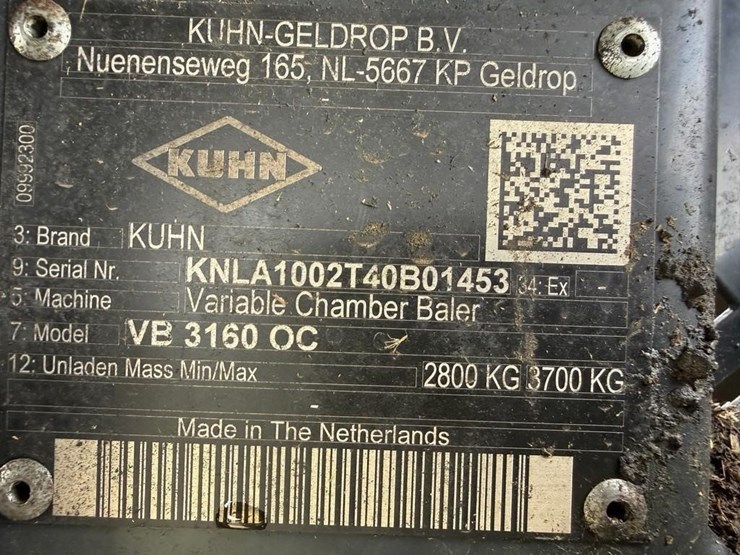 KUHN-GELDROP B.V.
Nuenenseweg 165, NL-5667 KP Geldrop
09992300
KUHN
3: Brand KUHN
9: Serial Nr. KNLA1002T40B01453 34: Ex -
5: Machine Variable Chamber Baler
7: Model VB 3160 OC
12: Unladen Mass Min/Max 2800 KG 3700 KG
Made in The Netherlands